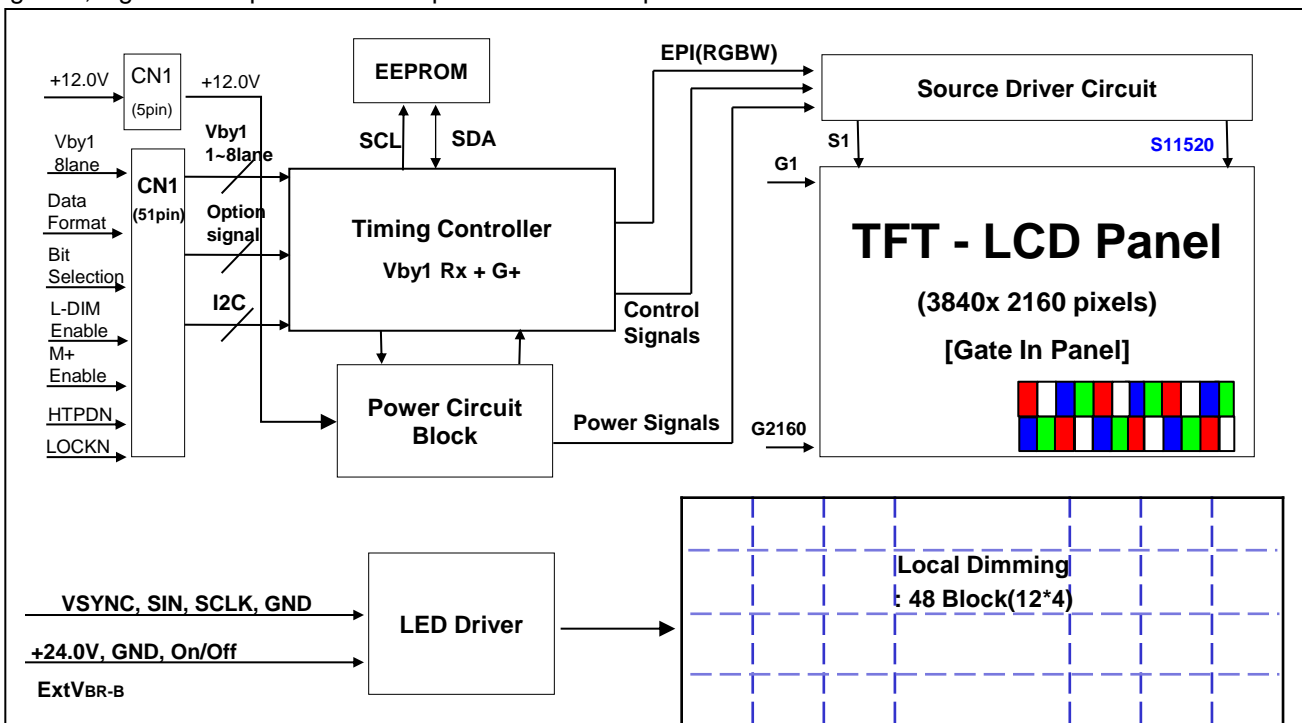 +12.0V
CN1
(5pin)
+12.0V
EEPROM
SCL
SDA
EPI(RGBW)
Source Driver Circuit
S1
S11520
Vby1
8lane
Data
Format
Bit
Selection
L-DIM
Enable
M+
Enable
HTPDN
LOCKN
CN1
(51pin)
Vby1
1~8lane
Option
signal
I2C
Timing Controller
Vby1 Rx + G+
Control
Signals
Power Circuit
Block
Power Signals
G1
G2160
TFT - LCD Panel
(3840x 2160 pixels)
[Gate In Panel]
VSYNC, SIN, SCLK, GND
+24.0V, GND, On/Off
ExtVBR-B
LED Driver
Local Dimming
: 48 Block(12*4)